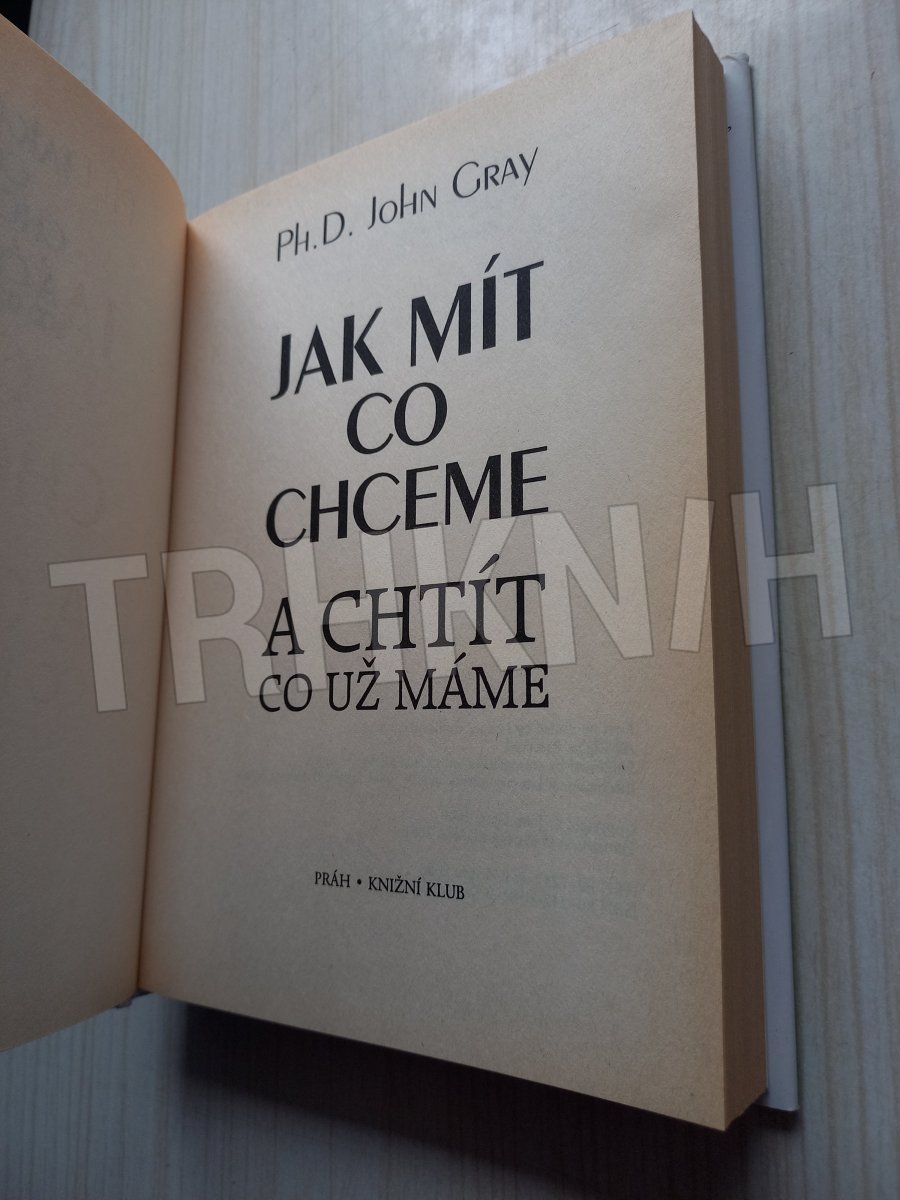 Ph.D. John Gray
JAK MÍT
CO
CHCEME
A CHTÍT
CO UŽ MÁME
PRÁH • KNIŽNÍ KLUB
TRHKNIH